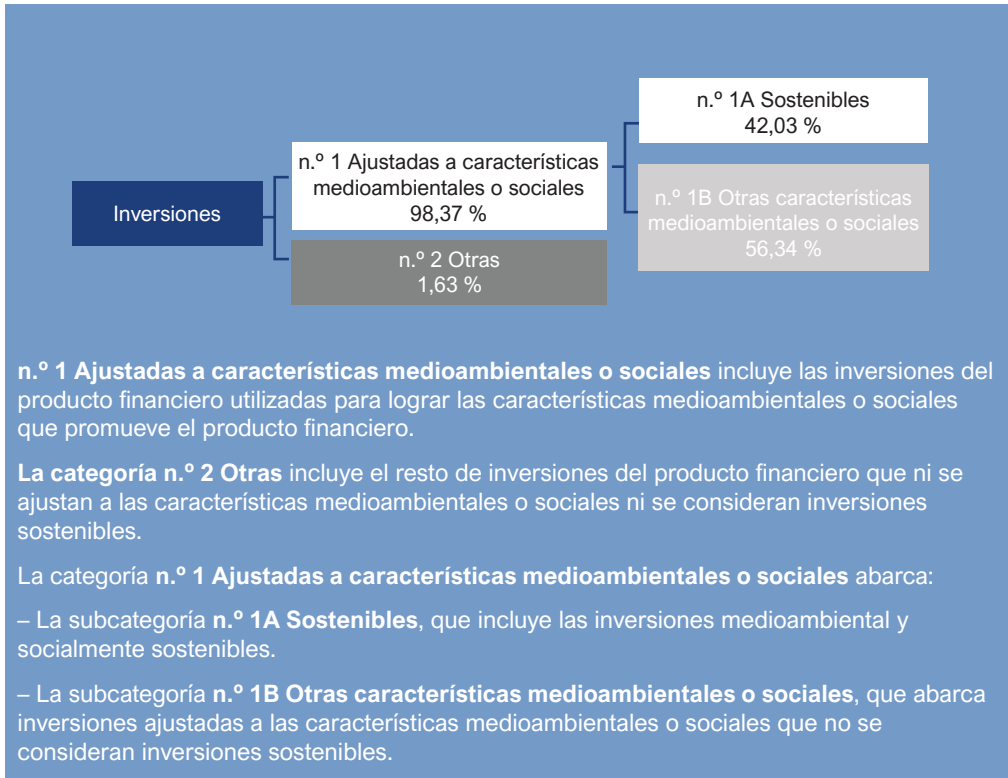 n.º 1A Sostenibles
42,03 %
n.º 1 Ajustadas a características
medioambientales o sociales
98,37 %
Inversiones
n.º 1B Otras características
medioambientales o sociales
56,34 %
n.º 2 Otras
1,63 %
n.º 1 Ajustadas a características medioambientales o sociales incluye las inversiones del
producto financiero utilizadas para lograr las características medioambientales o sociales
que promueve el producto financiero.
La categoría n.º 2 Otras incluye el resto de inversiones del producto financiero que ni se
ajustan a las características medioambientales o sociales ni se consideran inversiones
sostenibles.
La categoría n.º 1 Ajustadas a características medioambientales o sociales abarca:
– La subcategoría n.º 1A Sostenibles, que incluye las inversiones medioambiental y
socialmente sostenibles.
– La subcategoría n.º 1B Otras características medioambientales o sociales, que abarca
inversiones ajustadas a las características medioambientales o sociales que no se
consideran inversiones sostenibles.